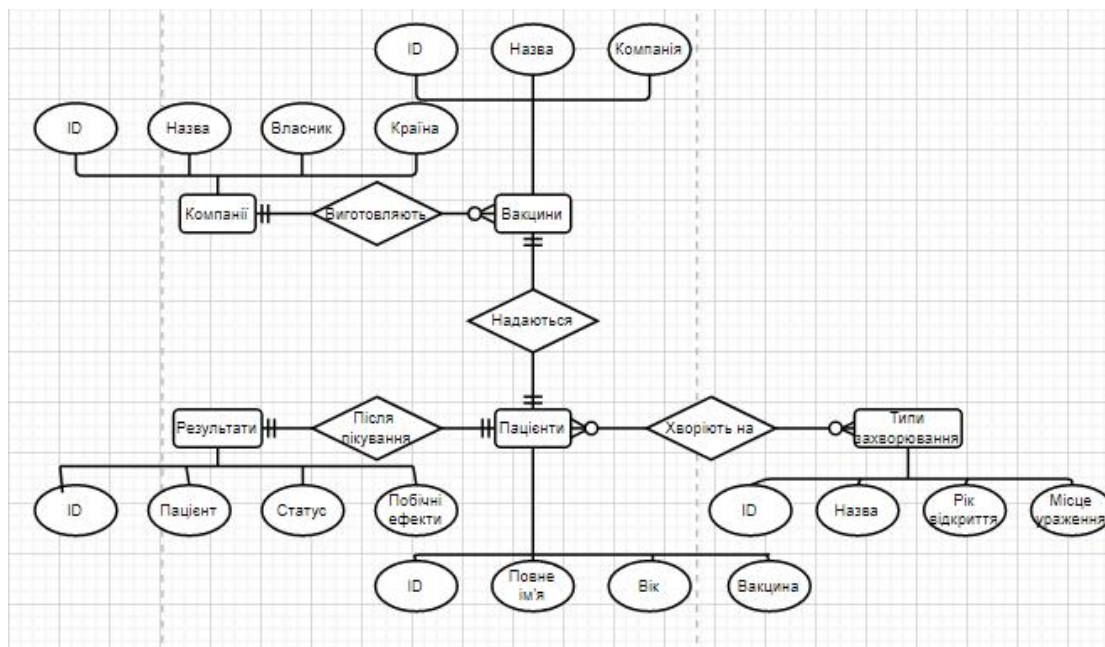 ID
Назва
Компанія
ID
Назва
Власник
Країна
Компанії
Виготовляють
Вакцини
Надаються
Результати
Після
лікування
Пацієнти
Хворіють на
Типи
захворювання
ID
Пацієнт
Статус
Побічні
ефекти
ID
Назва
Рік
відкриття
Місце
ураження
ID
Повне
ім'я
Вік
Вакцина